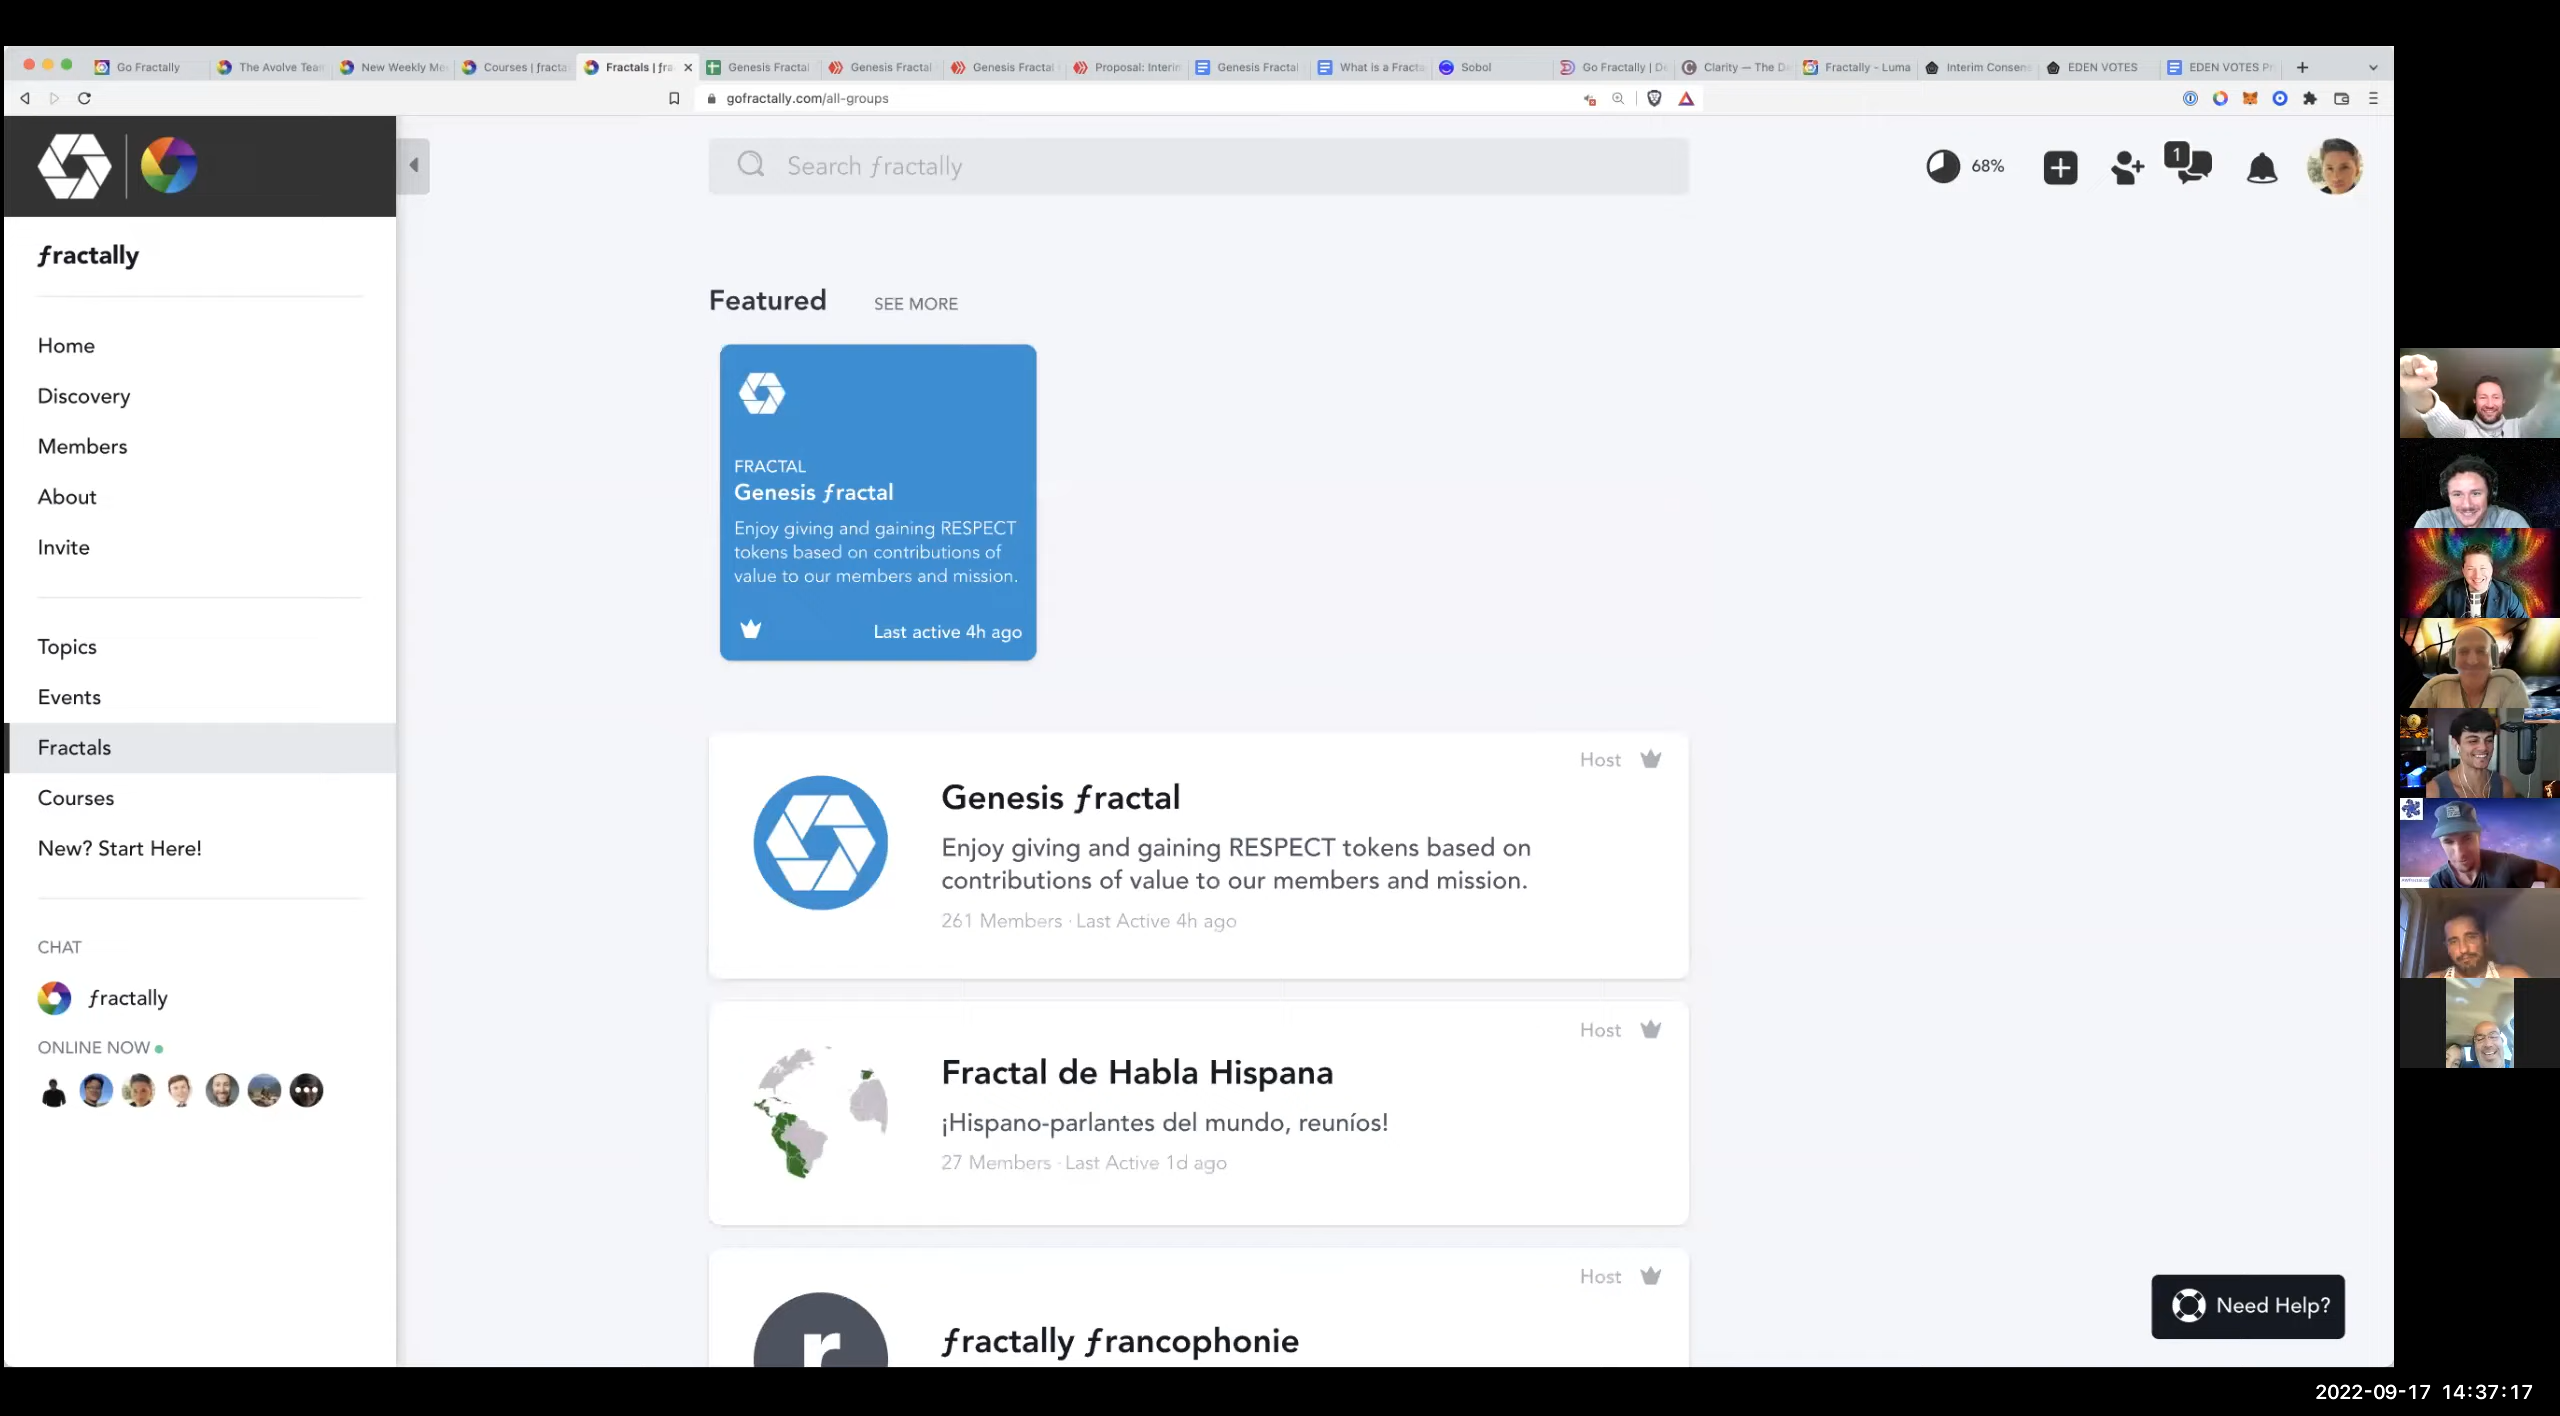 Go Fractally
The Avolve Tea
New Weekly Me
Courses | ƒracta
Fractals | ƒra
Genesis Fractal
Genesis Fractal
Genesis Fractal
Proposal: Interin
Genesis Fractal
What is a Fracta
Sobol
Go Fractally | D
Clarity — The D
Fractally - Luma
Interim Consens
EDEN VOTES
EDEN VOTES Pr
gofractally.com/all-groups
Search ƒractally
68%
1
ƒractally
Home
Discovery
Members
About
Invite
Topics
Events
Fractals
Courses
New? Start Here!
CHAT
ƒractally
ONLINE NOW
Featured
SEE MORE
FRACTAL
Genesis ƒractal
Enjoy giving and gaining RESPECT
tokens based on contributions of
value to our members and mission.
Last active 4h ago
Host
Genesis ƒractal
Enjoy giving and gaining RESPECT tokens based on
contributions of value to our members and mission.
261 Members · Last Active 4h ago
Host
Fractal de Habla Hispana
¡Hispano-parlantes del mundo, reuníos!
27 Members · Last Active 1d ago
Host
ƒractally ƒrancophonie
Need Help?
2022-09-17 14:37:17